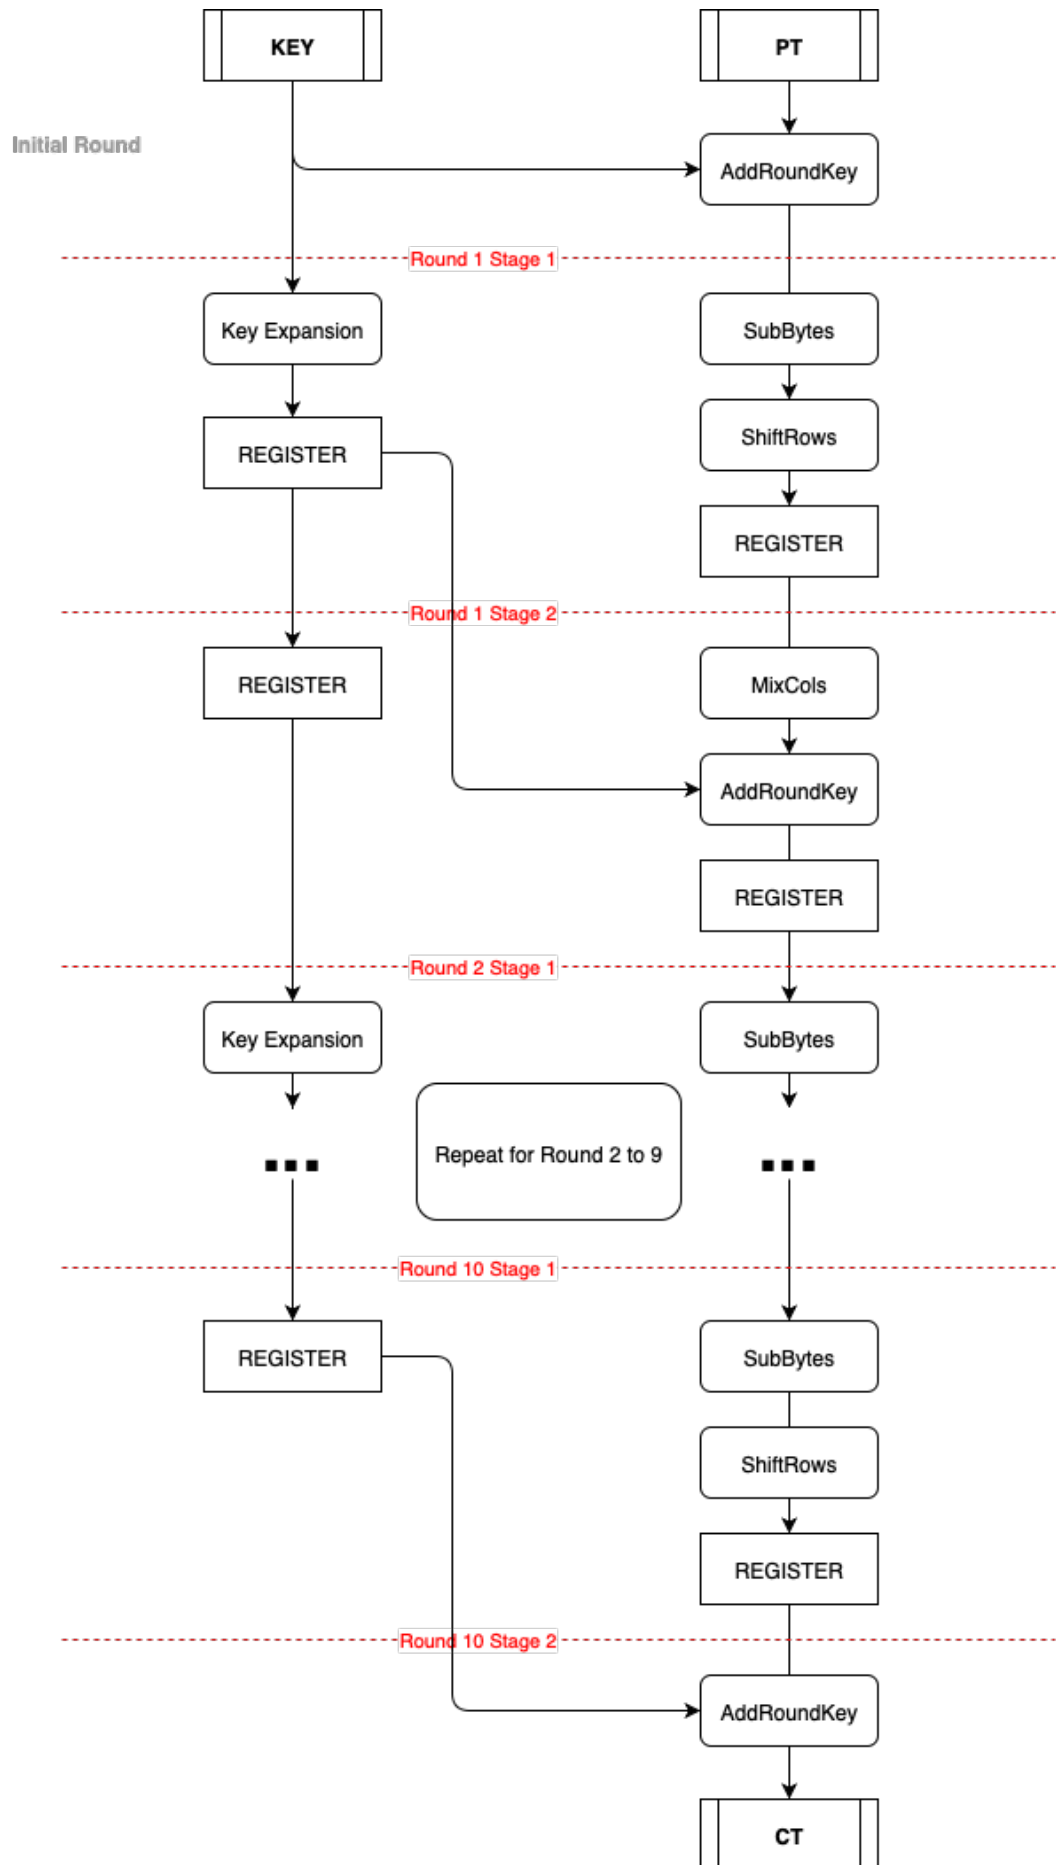 KEY
PT
Initial Round
AddRoundKey
Round 1 Stage 1
Key Expansion
SubBytes
ShiftRows
REGISTER
REGISTER
Round 1 Stage 2
REGISTER
MixCols
AddRoundKey
REGISTER
Round 2 Stage 1
Key Expansion
SubBytes
Repeat for Round 2 to 9
Round 10 Stage 1
REGISTER
SubBytes
ShiftRows
REGISTER
Round 10 Stage 2
AddRoundKey
CT